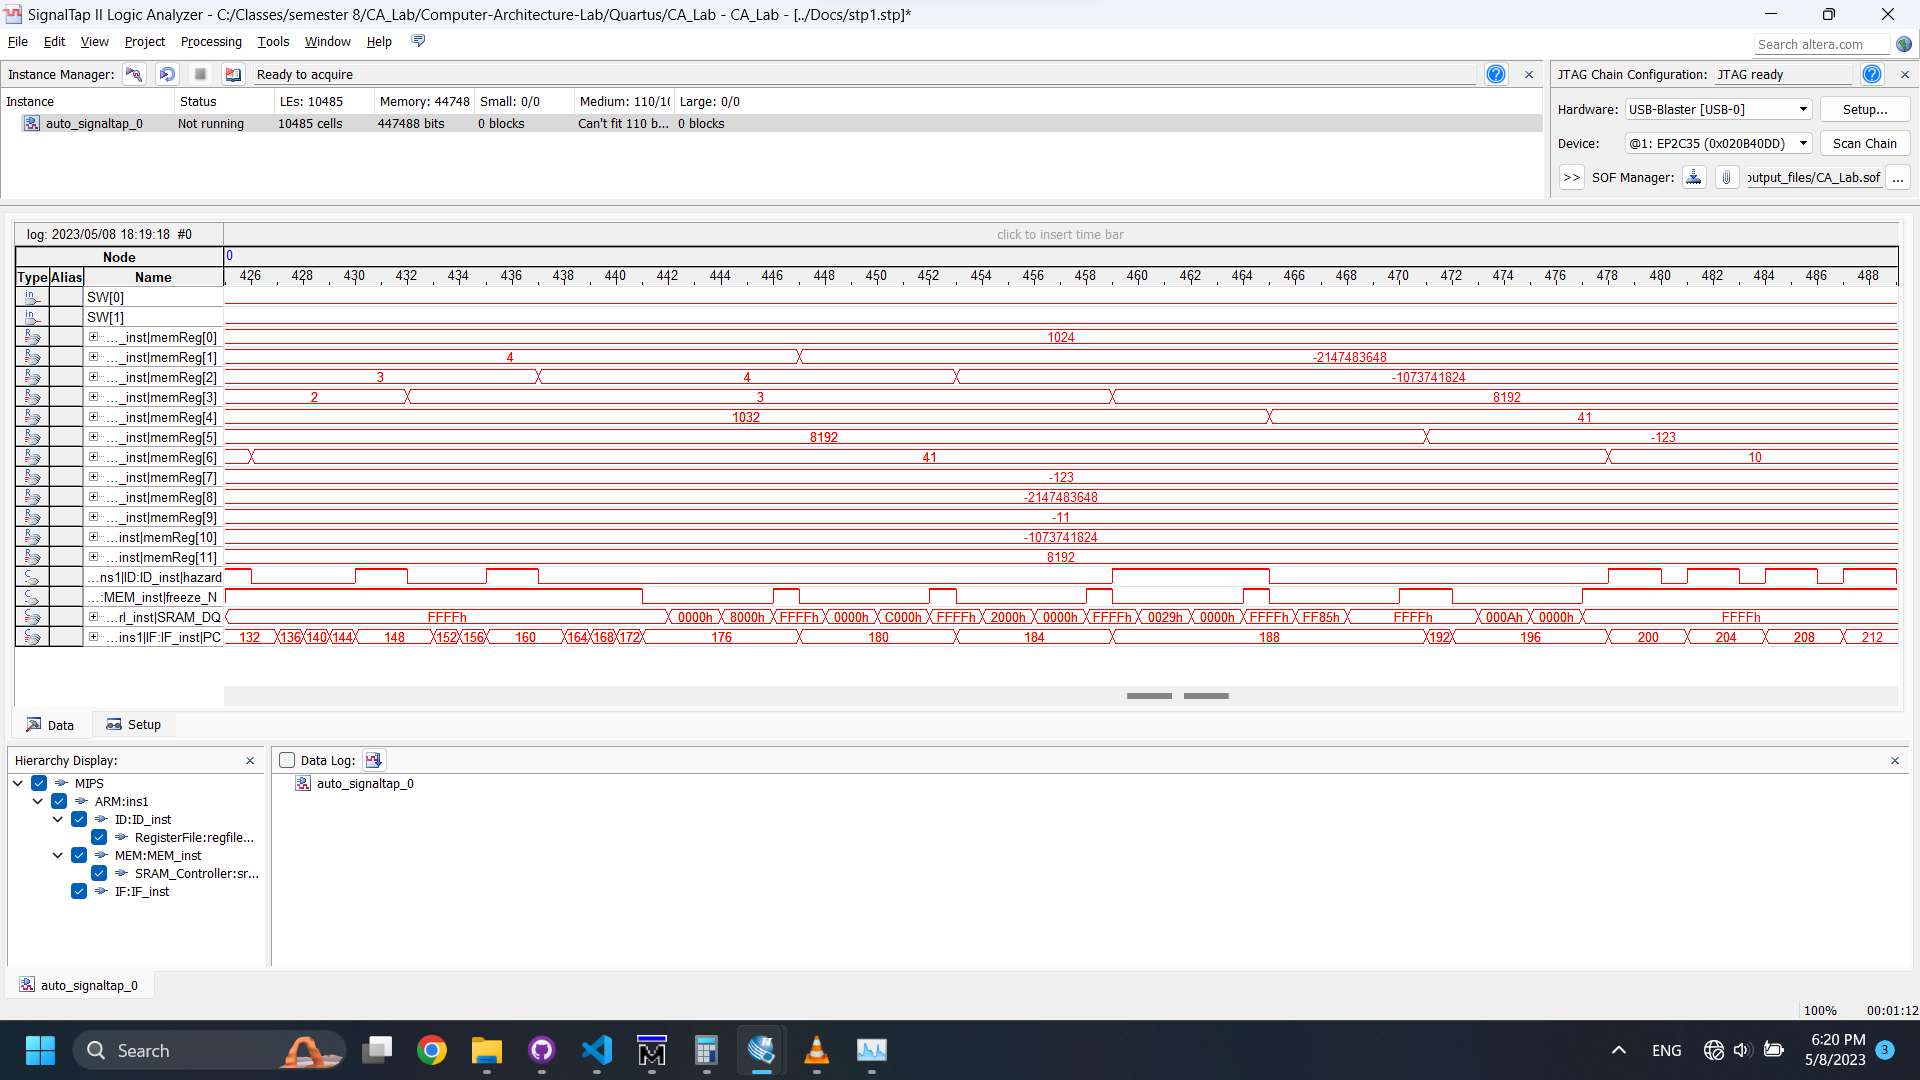 SignalTap II Logic Analyzer - C:/Classes/semester 8/CA_Lab/Computer-Architecture-Lab/Quartus/CA_Lab - CA_Lab - [../Docs/stp1.stp]*
File Edit View Project Processing Tools Window Help
Search altera.com
Instance Manager: Ready to acquire
JTAG Chain Configuration: JTAG ready
Instance Status LEs: 10485 Memory: 44748 Small: 0/0 Medium: 110/10 Large: 0/0
auto_signaltap_0 Not running 10485 cells 447488 bits 0 blocks Can't fit 110 b... 0 blocks
Hardware: USB-Blaster [USB-0] Setup...
Device: @1: EP2C35 (0x020B40DD) Scan Chain
>> SOF Manager: output_files/CA_Lab.sof ...
log: 2023/05/08 18:19:18 #0 click to insert time bar
Node 0
Type Alias Name 426 428 430 432 434 436 438 440 442 444 446 448 450 452 454 456 458 460 462 464 466 468 470 472 474 476 478 480 482 484 486 488
in SW[0]
in SW[1]
R ..._inst|memReg[0] 1024
R ..._inst|memReg[1] 4 -2147483648
R ..._inst|memReg[2] 3 4 -1073741824
R ..._inst|memReg[3] 2 3 8192
R ..._inst|memReg[4] 1032 41
R ..._inst|memReg[5] 8192 -123
R ..._inst|memReg[6] 41 10
R ..._inst|memReg[7] -123
R ..._inst|memReg[8] -2147483648
R ..._inst|memReg[9] -11
R ...inst|memReg[10] -1073741824
R ...inst|memReg[11] 8192
C ...ns1|ID:ID_inst|hazard
C ...:MEM_inst|freeze_N
C ...rl_inst|SRAM_DQ FFFFh 0000h 8000h FFFFh 0000h C000h FFFFh 2000h 0000h FFFFh 0029h 0000h FFFFh FF85h FFFFh 000Ah 0000h FFFFh
C ...ins1|IF:IF_inst|PC 132 136 140 144 148 152 156 160 164 168 172 176 180 184 188 192 196 200 204 208 212
Data Setup
Hierarchy Display:
Data Log:
MIPS
ARM:ins1
ID:ID_inst
RegisterFile:regfile...
MEM:MEM_inst
SRAM_Controller:sr...
IF:IF_inst
auto_signaltap_0
auto_signaltap_0
100% 00:01:12
Search
ENG
6:20 PM
5/8/2023
3